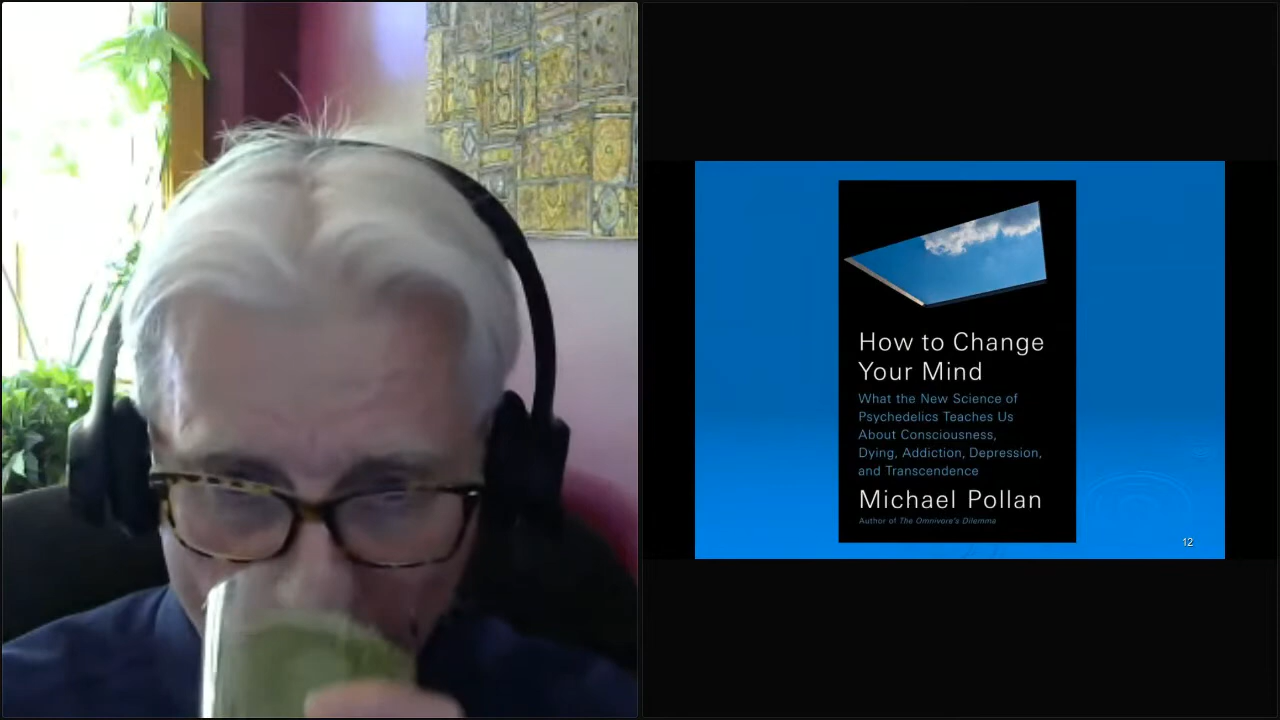 How to Change
Your Mind
What the New Science of
Psychedelics Teaches Us
About Consciousness,
Dying, Addiction, Depression,
and Transcendence
Michael Pollan
Author of The Omnivore's Dilemma
12